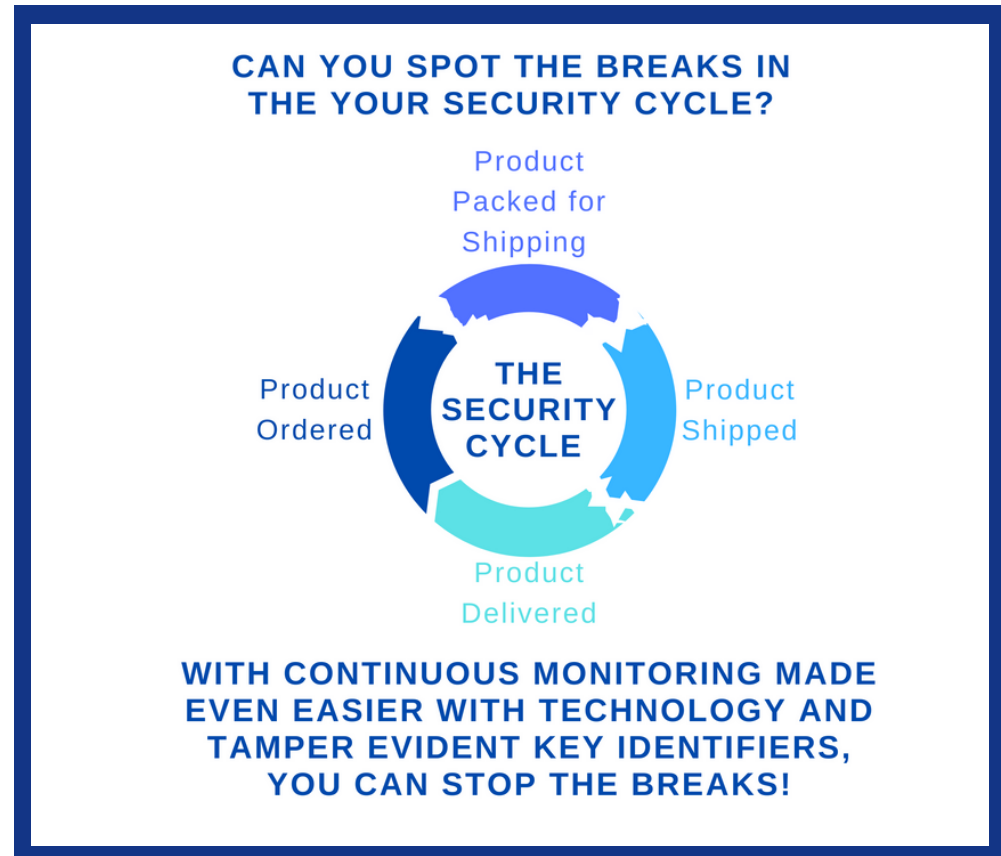 CAN YOU SPOT THE BREAKS IN
THE YOUR SECURITY CYCLE?
Product
Packed for
Shipping
Product
Ordered
THE
SECURITY
CYCLE
Product
Shipped
Product
Delivered
WITH CONTINUOUS MONITORING MADE
EVEN EASIER WITH TECHNOLOGY AND
TAMPER EVIDENT KEY IDENTIFIERS,
YOU CAN STOP THE BREAKS!